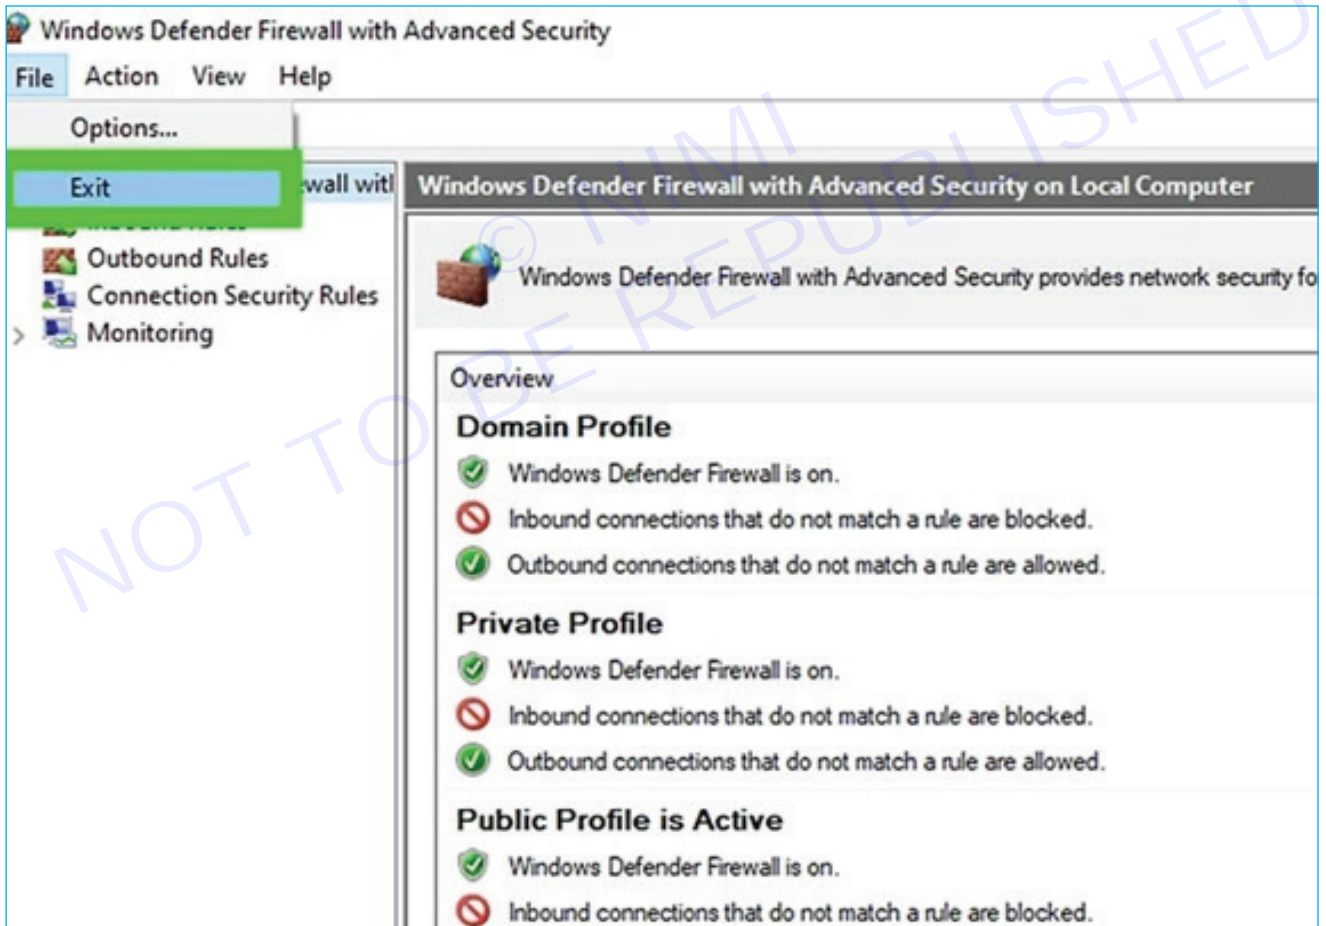 Windows Defender Firewall with Advanced Security
File Action View Help
Options...
Exit
wall with
Windows Defender Firewall with Advanced Security on Local Computer
Inbound Rules
Outbound Rules
Connection Security Rules
Monitoring
Windows Defender Firewall with Advanced Security provides network security fo
Overview
Domain Profile
Windows Defender Firewall is on.
Inbound connections that do not match a rule are blocked.
Outbound connections that do not match a rule are allowed.
Private Profile
Windows Defender Firewall is on.
Inbound connections that do not match a rule are blocked.
Outbound connections that do not match a rule are allowed.
Public Profile is Active
Windows Defender Firewall is on.
Inbound connections that do not match a rule are blocked.
© NIMI
NOT TO BE REPUBLISHED